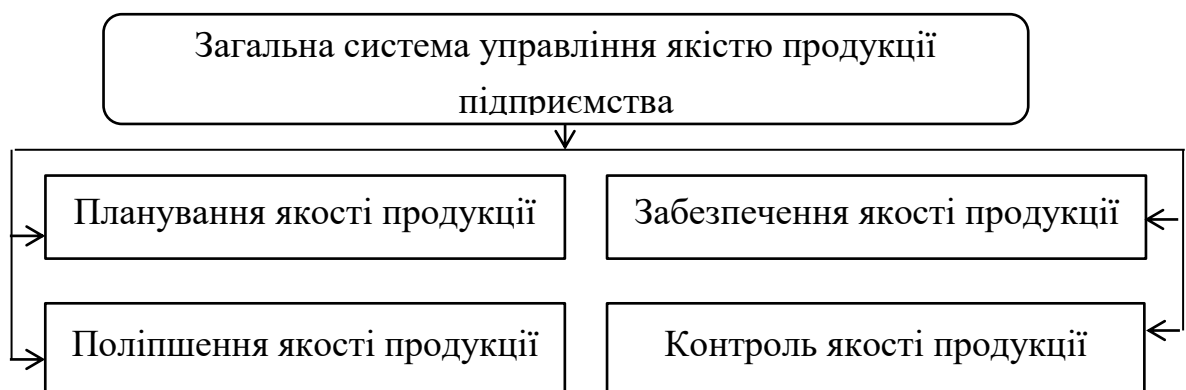 Загальна система управління якістю продукції
підприємства
Планування якості продукції
Забезпечення якості продукції
Поліпшення якості продукції
Контроль якості продукції